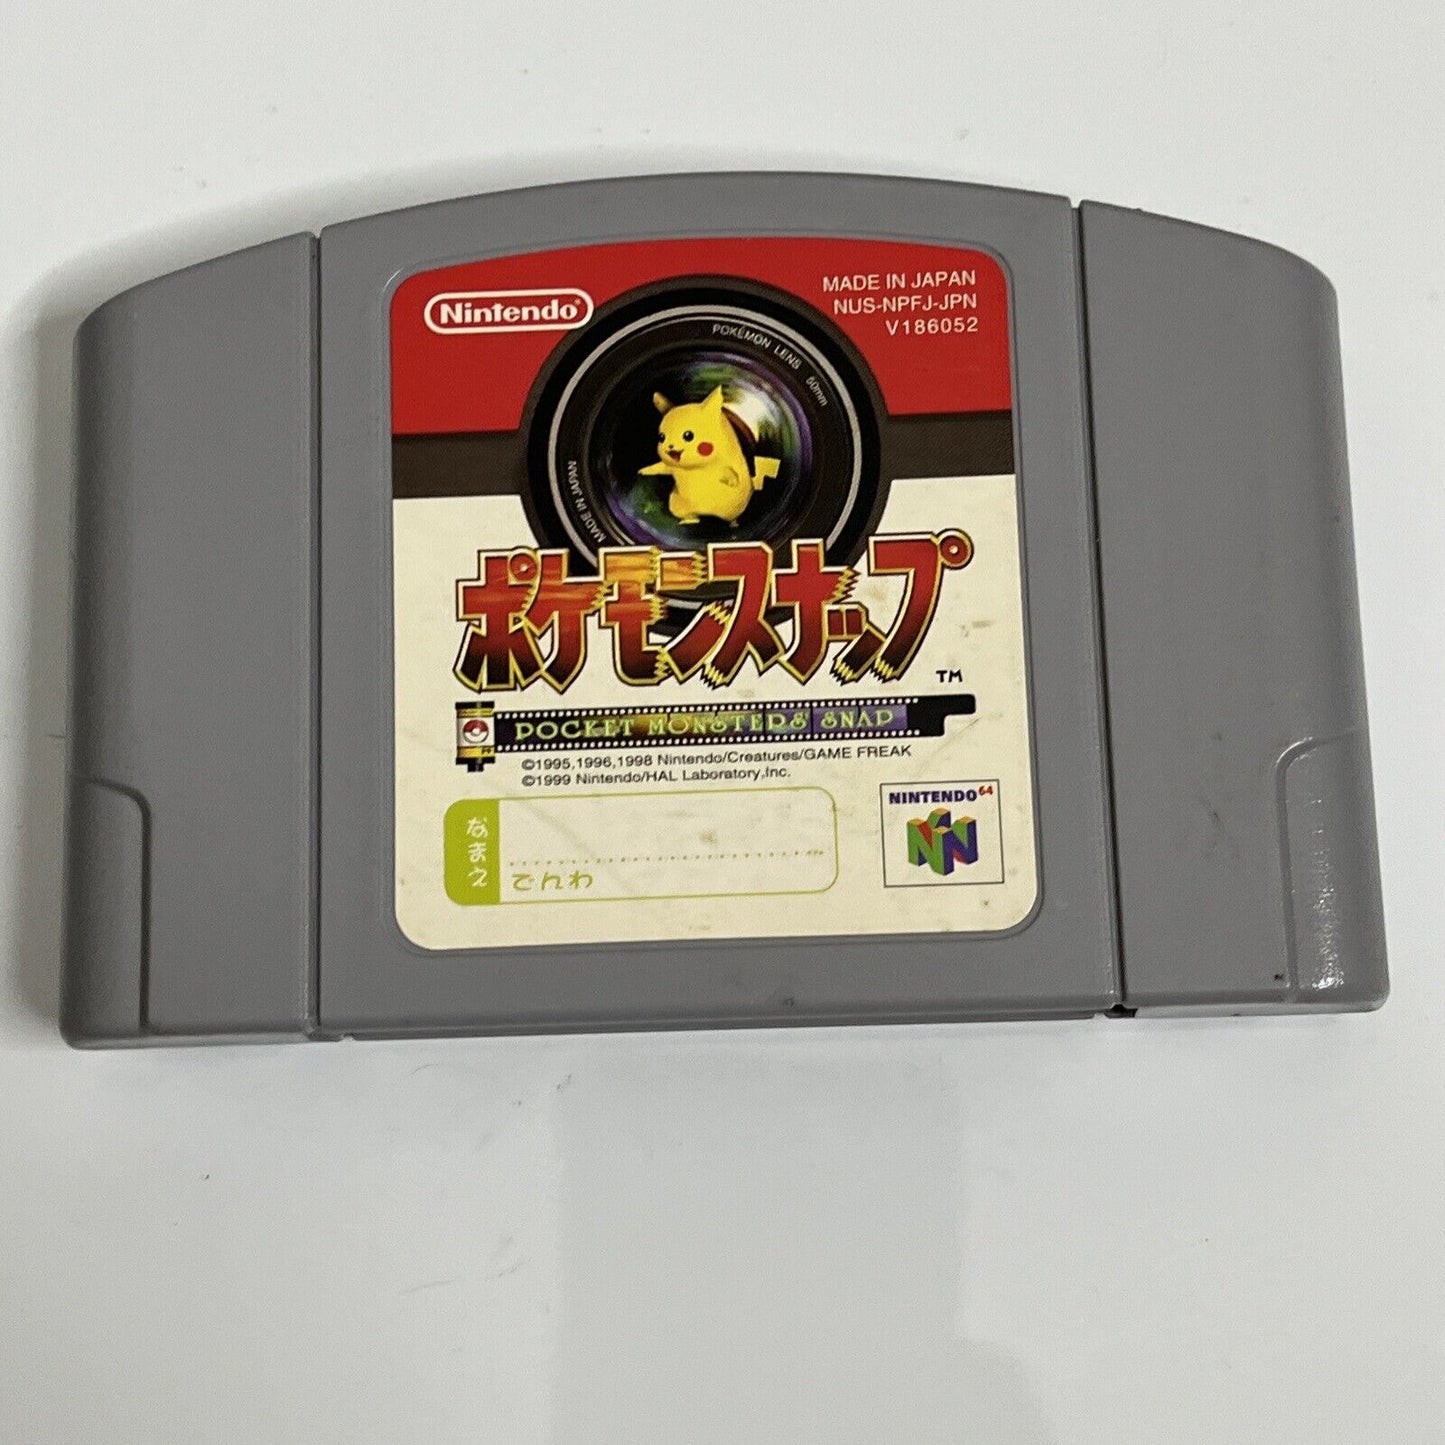 Nintendo®
MADE IN JAPAN
NUS-NPFJ-JPN
V186052
POKÉMON LENS 50mm
MADE IN JAPAN
ポケモンスナップ
TM
POCKET MONSTERS SNAP
©1995,1996,1998 Nintendo/Creatures/GAME FREAK
©1999 Nintendo/HAL Laboratory,Inc.
NINTENDO64
なまえ
でんわ